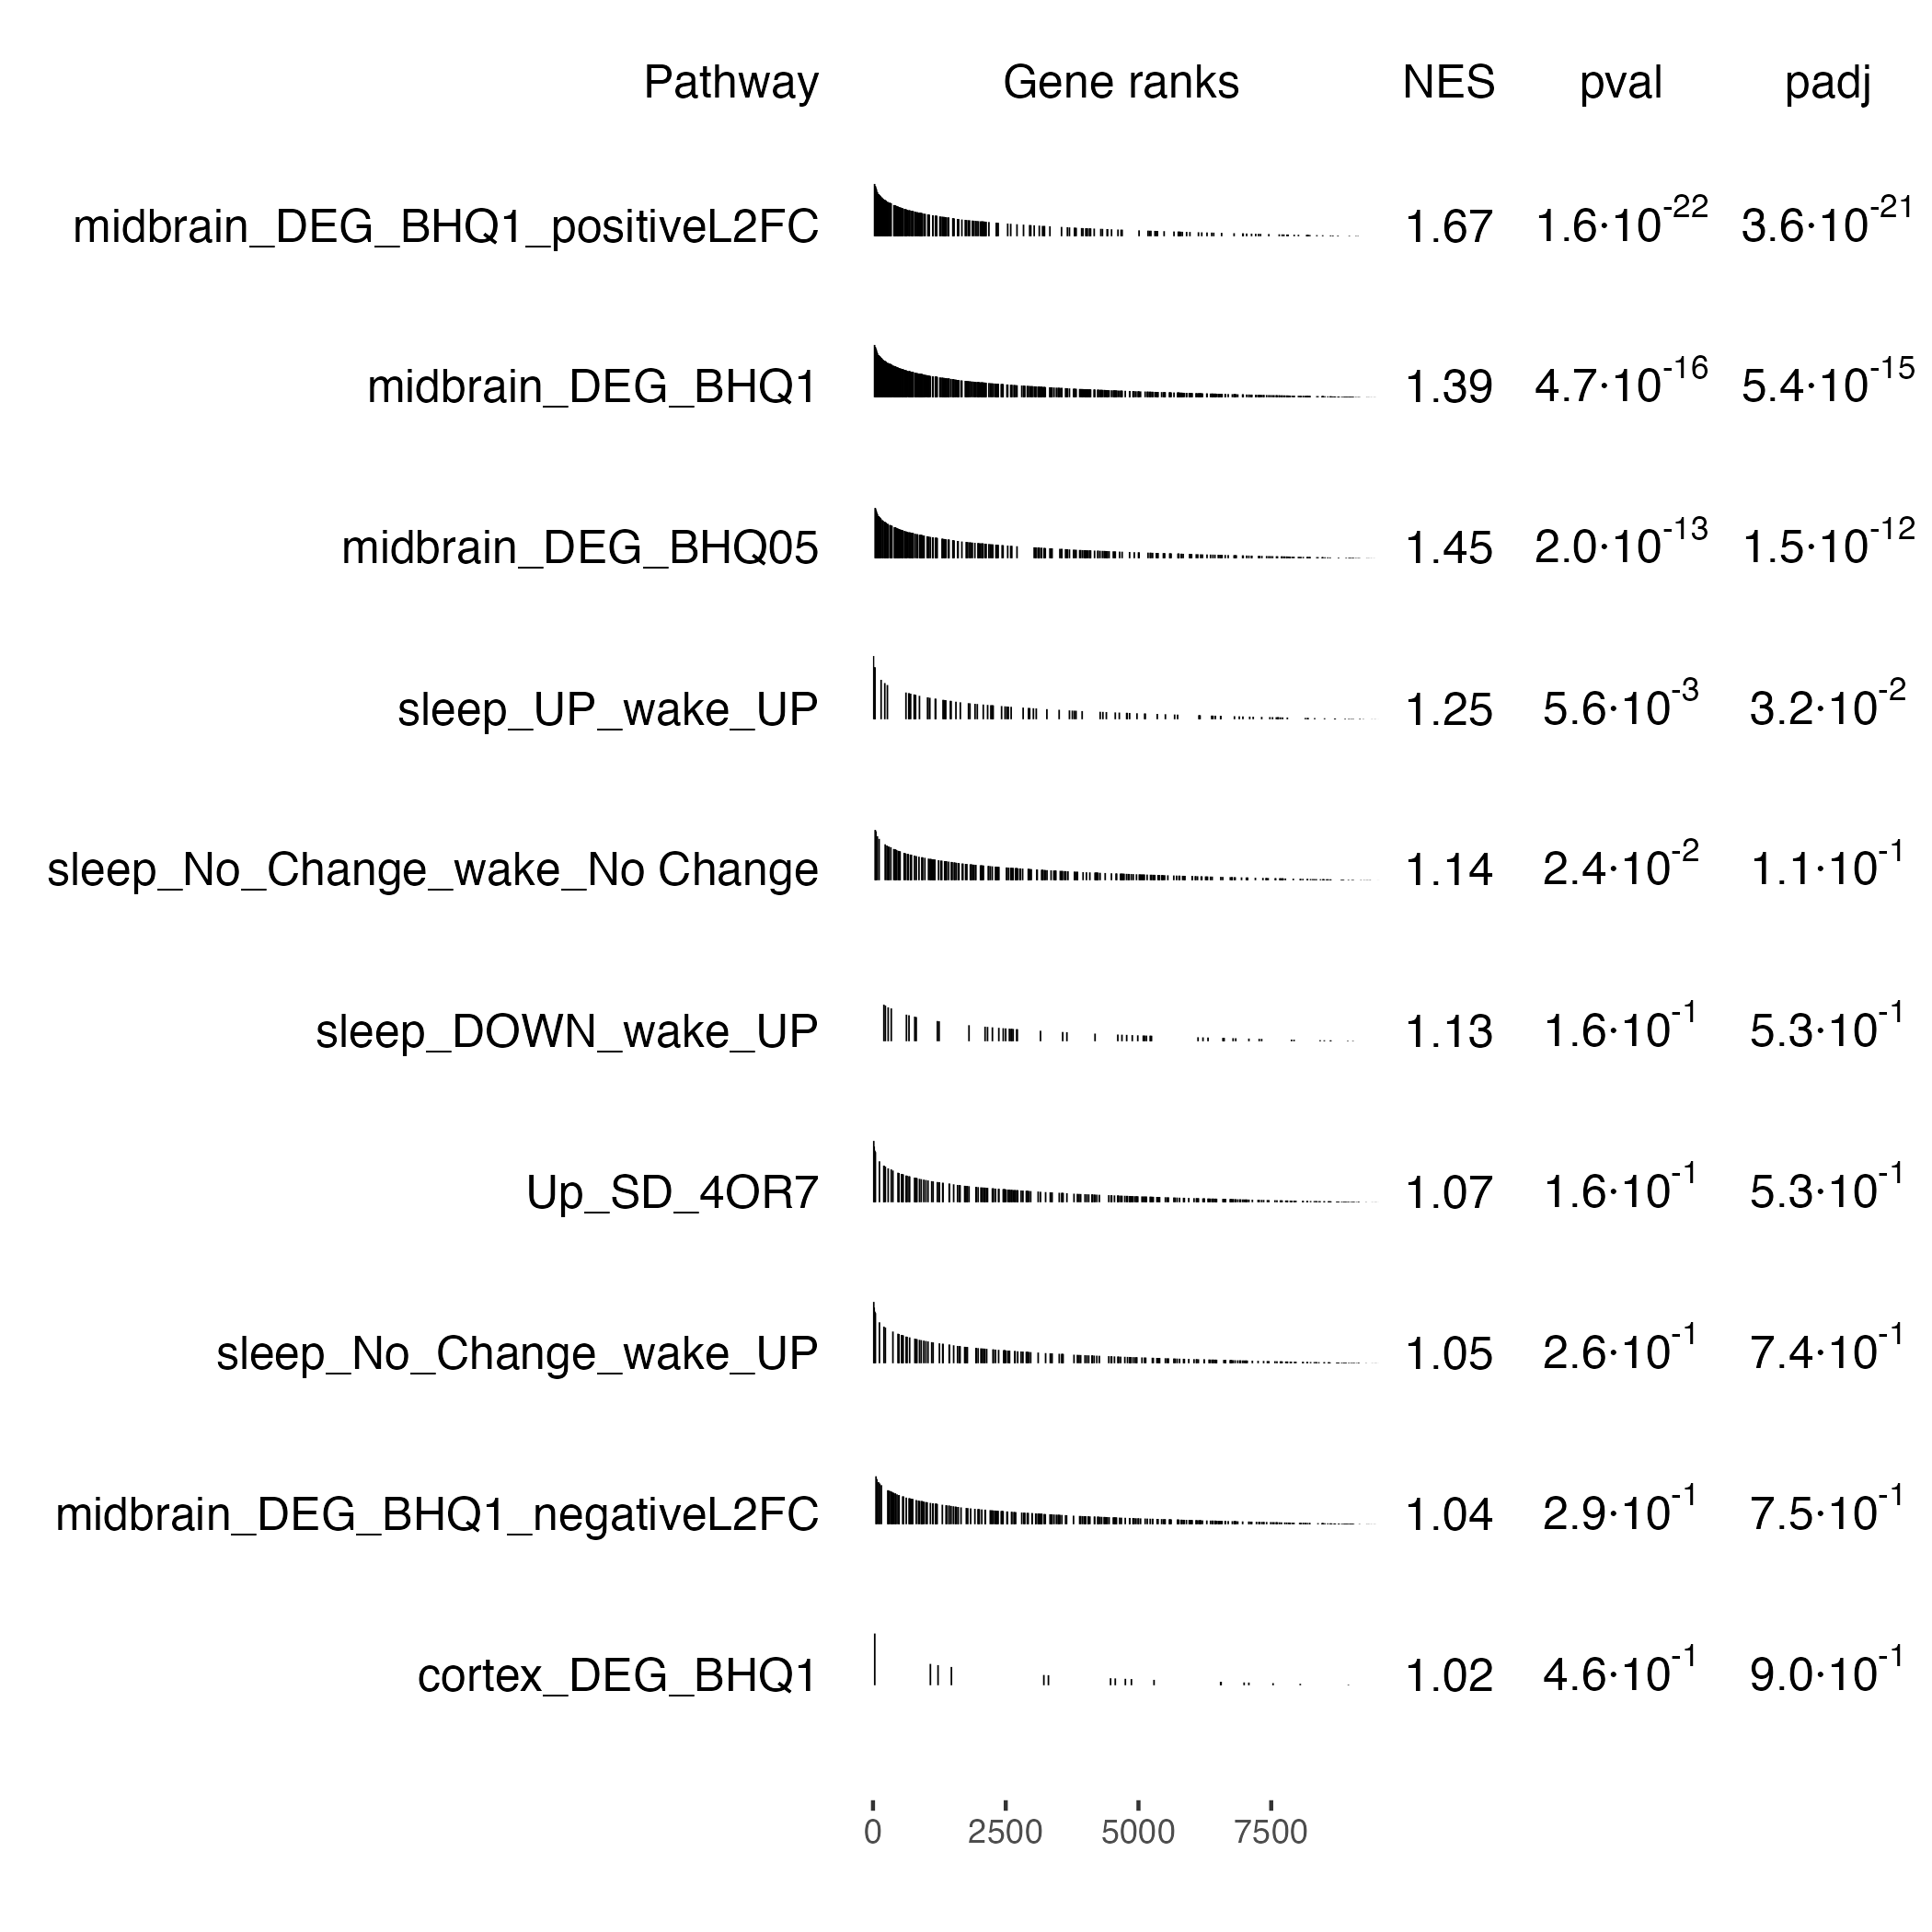 Pathway Gene ranks NES pval padj
midbrain_DEG_BHQ1_positiveL2FC 1.67 1.6·10^-22 3.6·10^-21
midbrain_DEG_BHQ1 1.39 4.7·10^-16 5.4·10^-15
midbrain_DEG_BHQ05 1.45 2.0·10^-13 1.5·10^-12
sleep_UP_wake_UP 1.25 5.6·10^-3 3.2·10^-2
sleep_No_Change_wake_No Change 1.14 2.4·10^-2 1.1·10^-1
sleep_DOWN_wake_UP 1.13 1.6·10^-1 5.3·10^-1
Up_SD_4OR7 1.07 1.6·10^-1 5.3·10^-1
sleep_No_Change_wake_UP 1.05 2.6·10^-1 7.4·10^-1
midbrain_DEG_BHQ1_negativeL2FC 1.04 2.9·10^-1 7.5·10^-1
cortex_DEG_BHQ1 1.02 4.6·10^-1 9.0·10^-1
0 2500 5000 7500